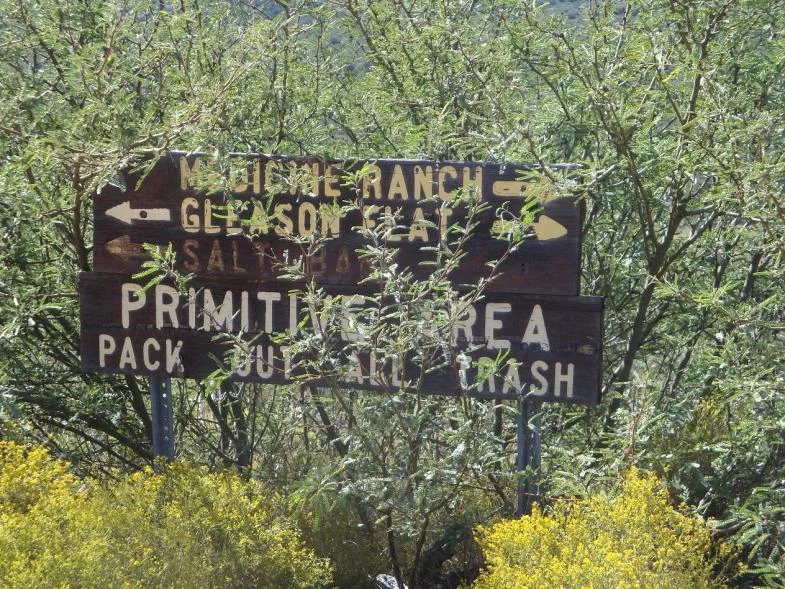 MEDICINE RANCH
GLEASON FLAT
SALT
PRIMITIVE AREA
PACK OUT ALL TRASH